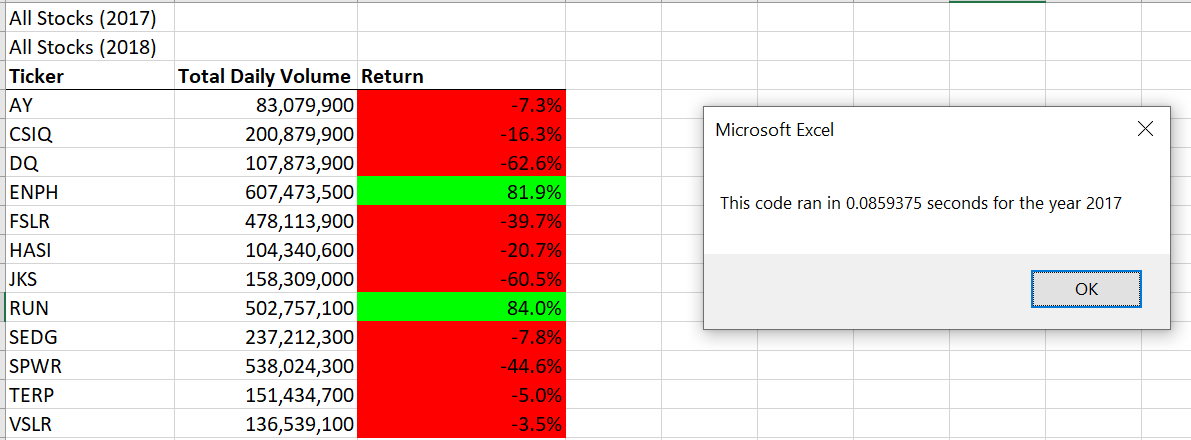 All Stocks (2017)
All Stocks (2018)
Ticker Total Daily Volume Return
AY 83,079,900 -7.3%
CSIQ 200,879,900 -16.3%
DQ 107,873,900 -62.6%
ENPH 607,473,500 81.9%
FSLR 478,113,900 -39.7%
HASI 104,340,600 -20.7%
JKS 158,309,000 -60.5%
RUN 502,757,100 84.0%
SEDG 237,212,300 -7.8%
SPWR 538,024,300 -44.6%
TERP 151,434,700 -5.0%
VSLR 136,539,100 -3.5%
Microsoft Excel
This code ran in 0.0859375 seconds for the year 2017
OK